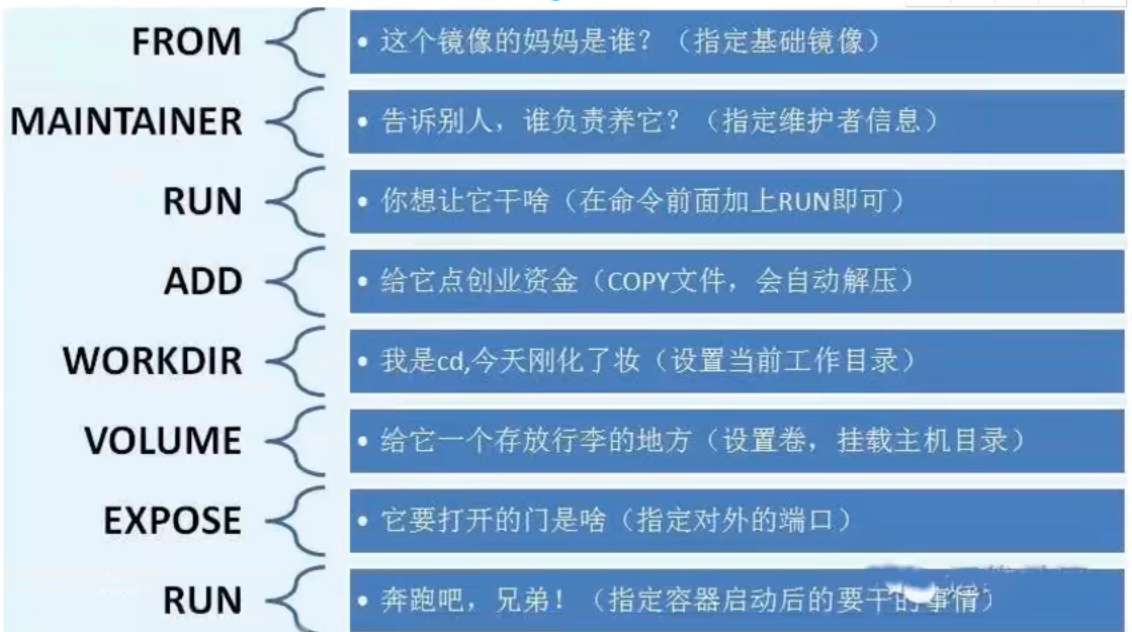 FROM
• 这个镜像的妈妈是谁？（指定基础镜像）
MAINTAINER
• 告诉别人，谁负责养它？（指定维护者信息）
RUN
• 你想让它干啥（在命令前面加上RUN即可）
ADD
• 给它点创业资金（COPY文件，会自动解压）
WORKDIR
• 我是cd,今天刚化了妆（设置当前工作目录）
VOLUME
• 给它一个存放行李的地方（设置卷，挂载主机目录）
EXPOSE
• 它要打开的门是啥（指定对外的端口）
RUN
• 奔跑吧，兄弟！（指定容器启动后的要干的事情）